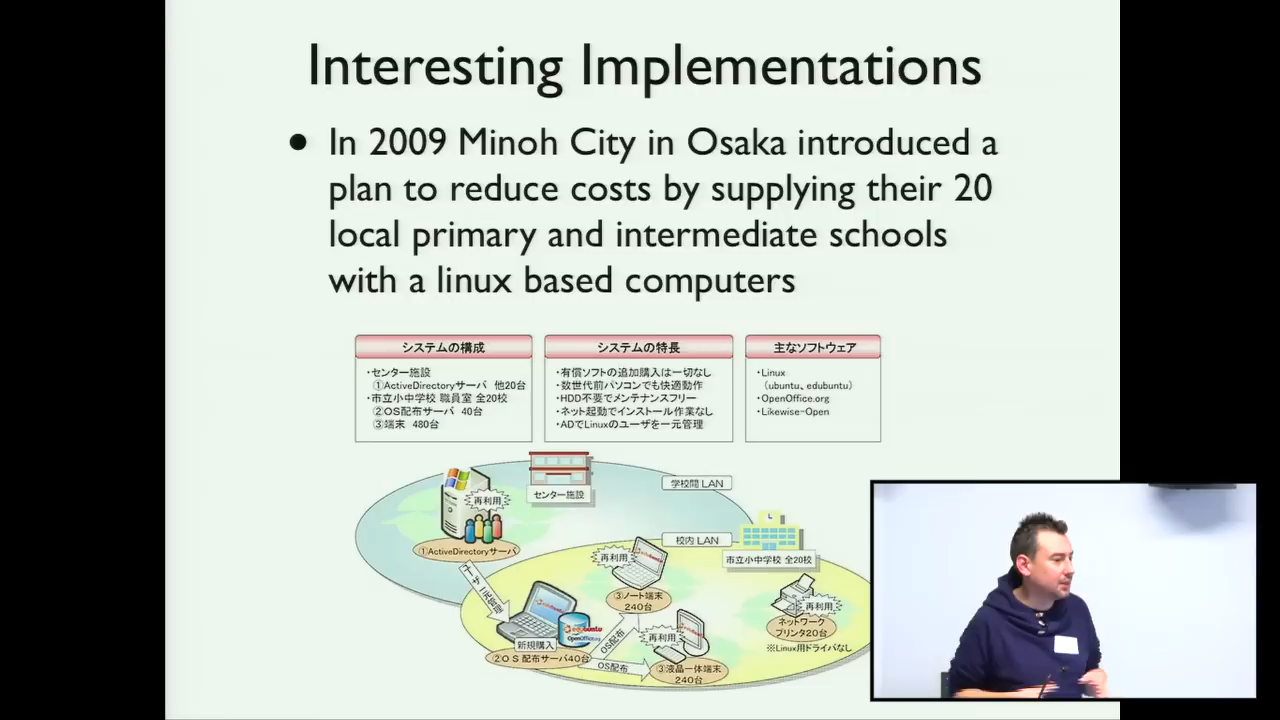 Interesting Implementations
• In 2009 Minoh City in Osaka introduced a
plan to reduce costs by supplying their 20
local primary and intermediate schools
with a linux based computers
システムの構成
・センター施設
①ActiveDirectoryサーバ 他20台
・市立小中学校 職員室 全20校
②OS配布サーバ 40台
③端末 480台
システムの特長
・有償ソフトの追加購入は一切なし
・数世代前パソコンでも快適動作
・HDD不要でメンテナンスフリー
・ネット起動でインストール作業なし
・ADでLinuxのユーザを一元管理
主なソフトウェア
・Linux
（ubuntu、edubuntu）
・OpenOffice.org
・Likewise-Open
再利用
センター施設
学校間 LAN
①ActiveDirectoryサーバ
校内 LAN
市立小中学校 全20校
ユーザ一元管理
再利用
③ノート端末
240台
再利用
ネットワーク
プリンタ20台
※Linux用ドライバなし
edubuntu
OpenOffice.org
新規購入
②OS 配布サーバ40台
OS配布
OS配布
再利用
③液晶一体端末
240台